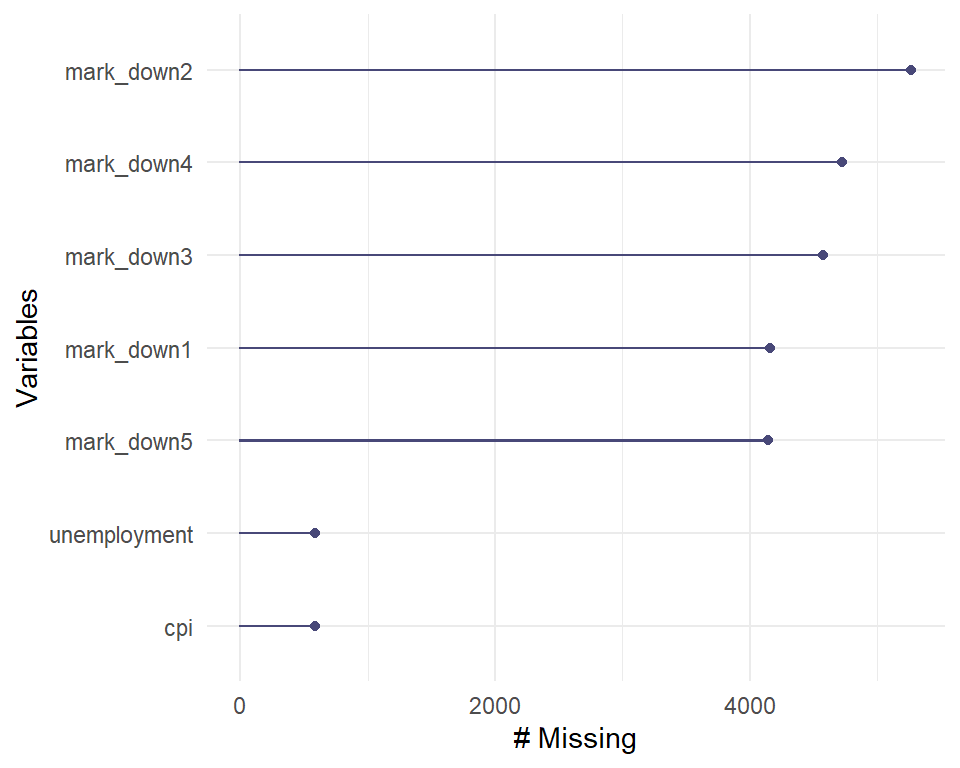 mark_down2
mark_down4
mark_down3
mark_down1
mark_down5
unemployment
cpi
Variables
0 2000 4000
# Missing